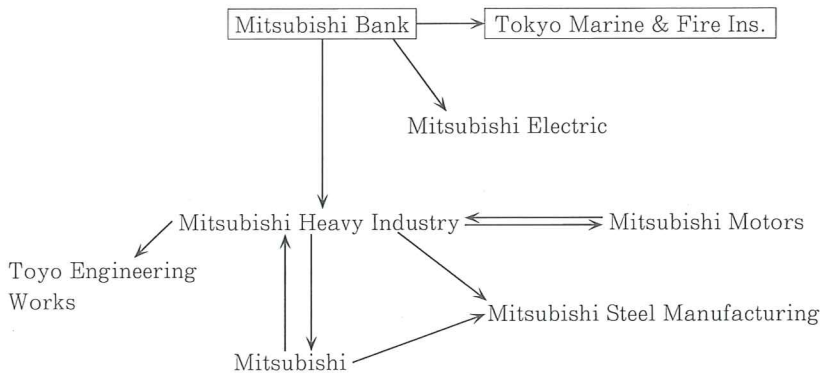 Mitsubishi Bank
Tokyo Marine & Fire Ins.
Mitsubishi Electric
Mitsubishi Heavy Industry
Mitsubishi Motors
Toyo Engineering
Works
Mitsubishi Steel Manufacturing
Mitsubishi